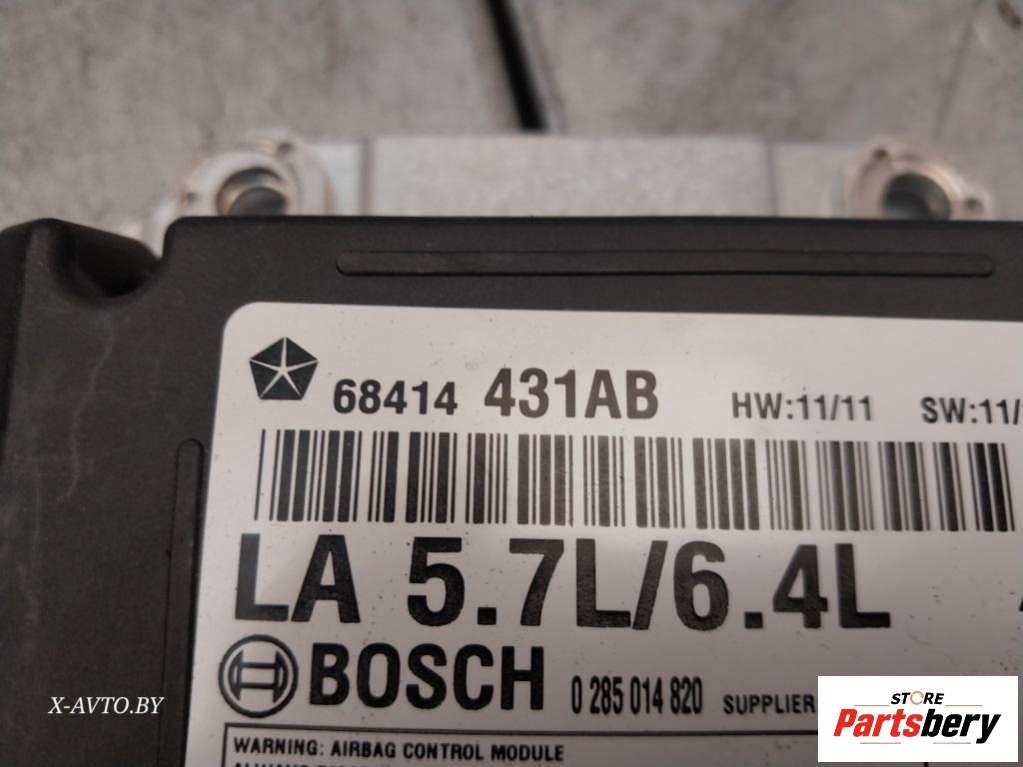 68414 431AB HW:11/11 SW:11/
LA 5.7L/6.4L
BOSCH 0 285 014 820 SUPPLIER
WARNING: AIRBAG CONTROL MODULE
X-AVTO.BY
STORE
Partsbery